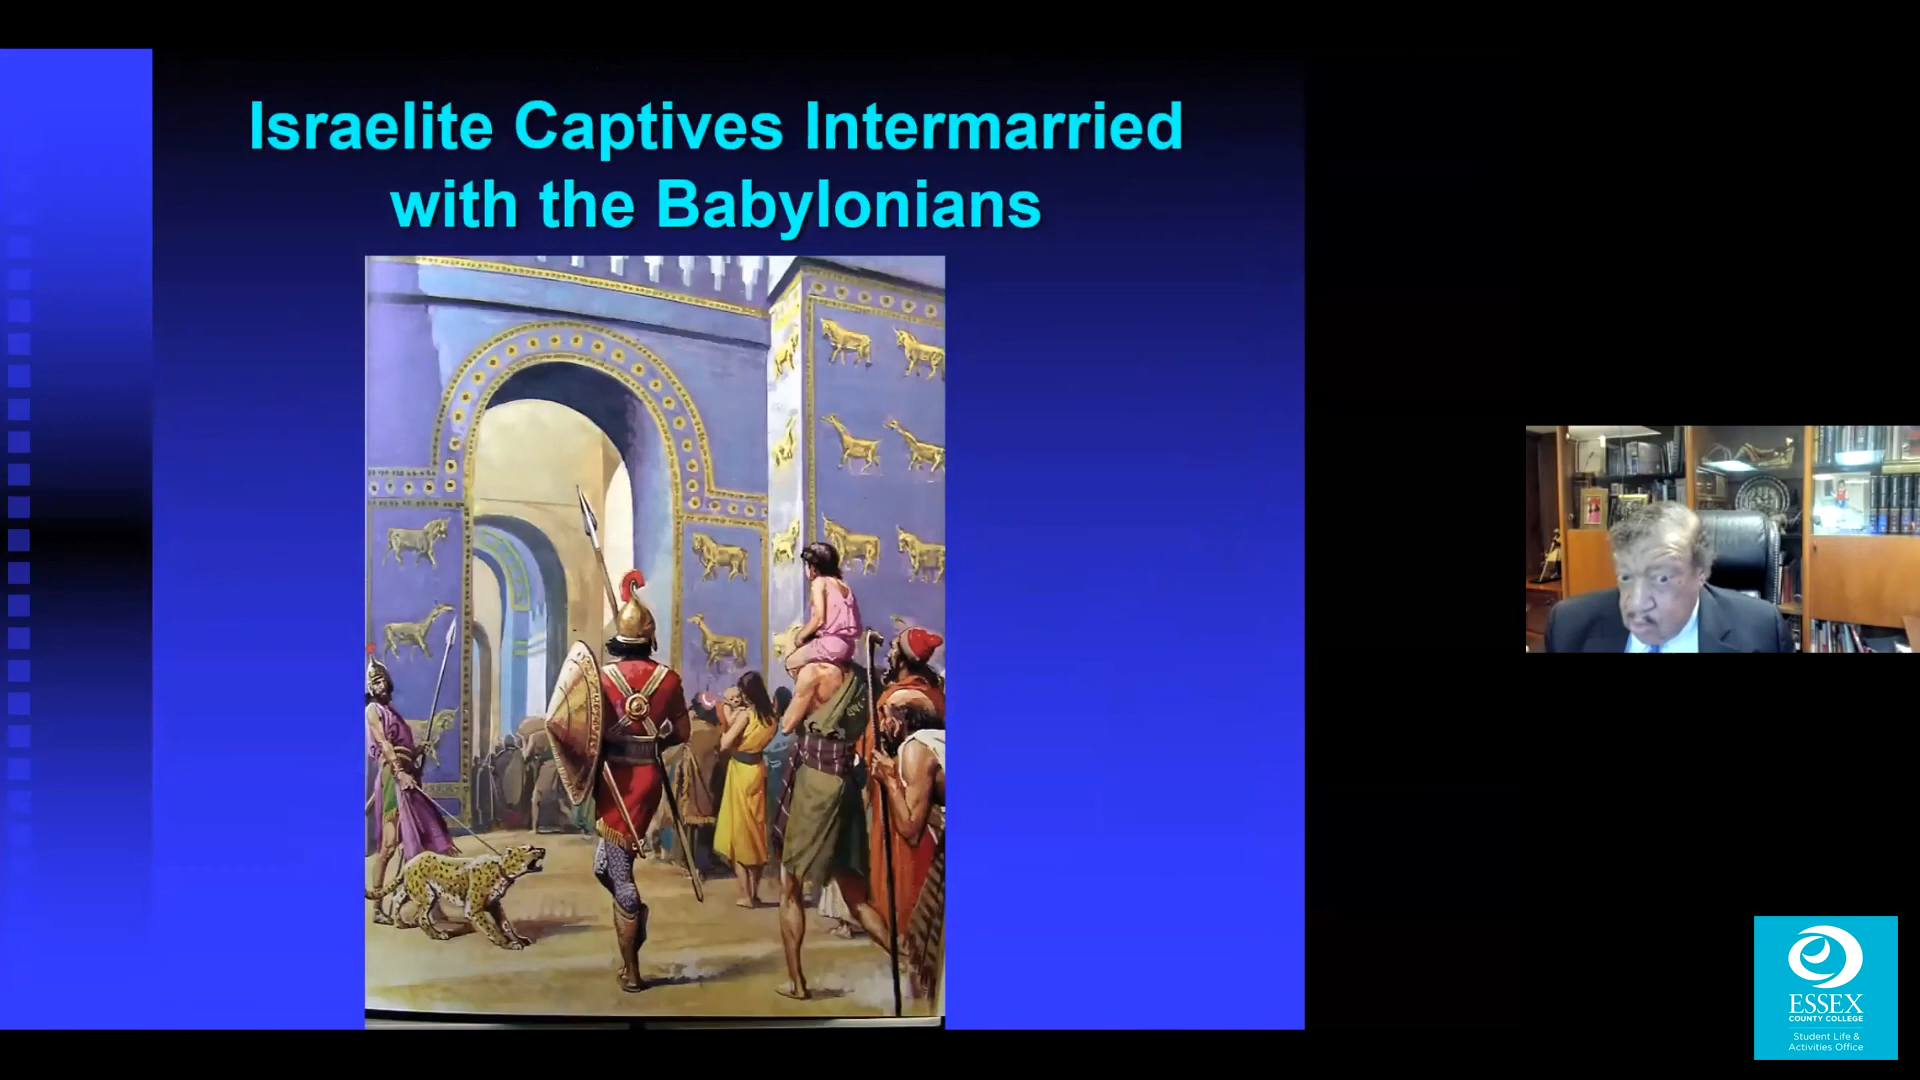 Israelite Captives Intermarried
with the Babylonians
ESSEX
COUNTY COLLEGE
Student Life &
Activities Office